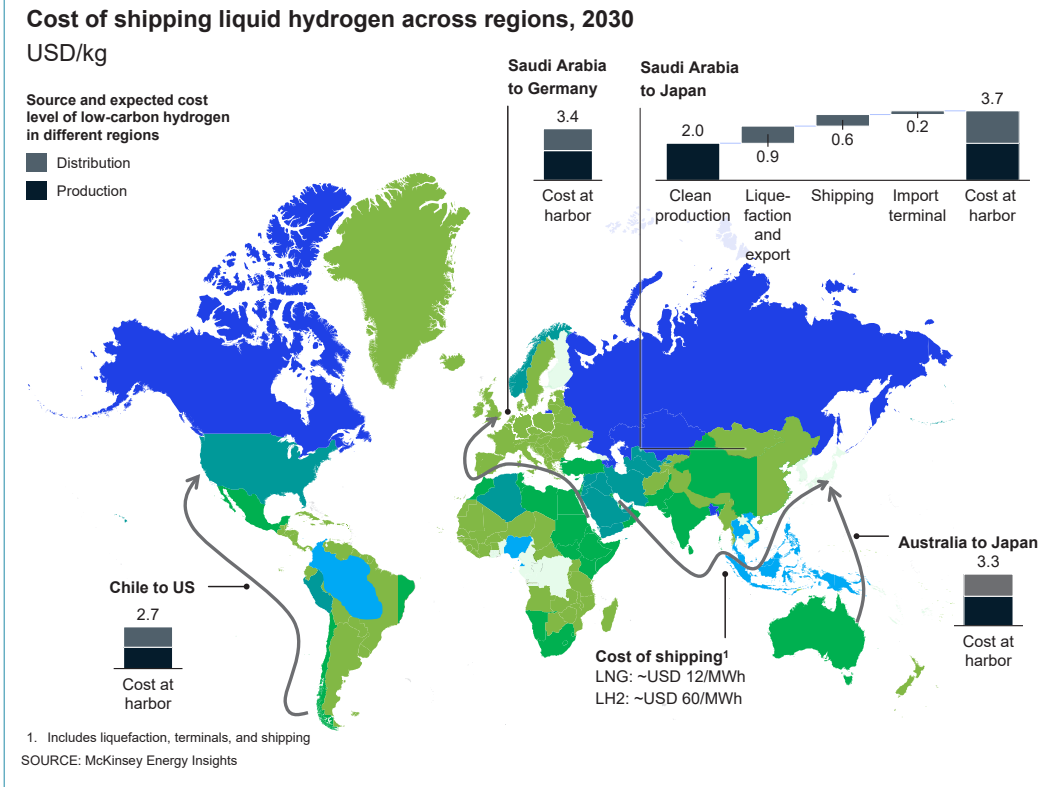 Cost of shipping liquid hydrogen across regions, 2030
USD/kg
Source and expected cost
level of low-carbon hydrogen
in different regions
Distribution
Production
Saudi Arabia
to Germany
3.4
Cost at
harbor
Saudi Arabia
to Japan
2.0
0.9
0.6
0.2
3.7
Clean
production
Lique-
faction
and
export
Shipping
Import
terminal
Cost at
harbor
Chile to US
2.7
Cost at
harbor
Australia to Japan
3.3
Cost at
harbor
Cost of shipping¹
LNG: ~USD 12/MWh
LH2: ~USD 60/MWh
1. Includes liquefaction, terminals, and shipping
SOURCE: McKinsey Energy Insights